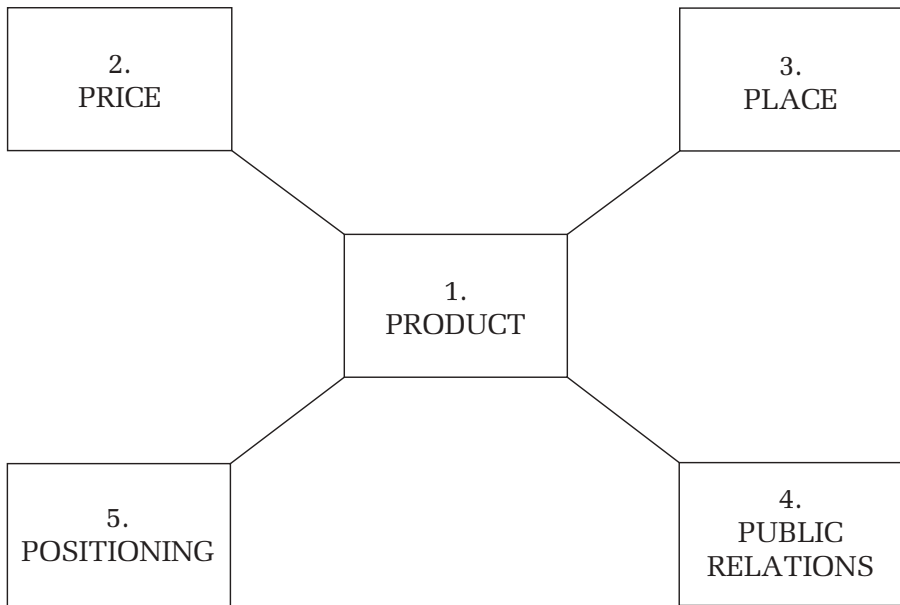 2.
PRICE
3.
PLACE
1.
PRODUCT
5.
POSITIONING
4.
PUBLIC
RELATIONS